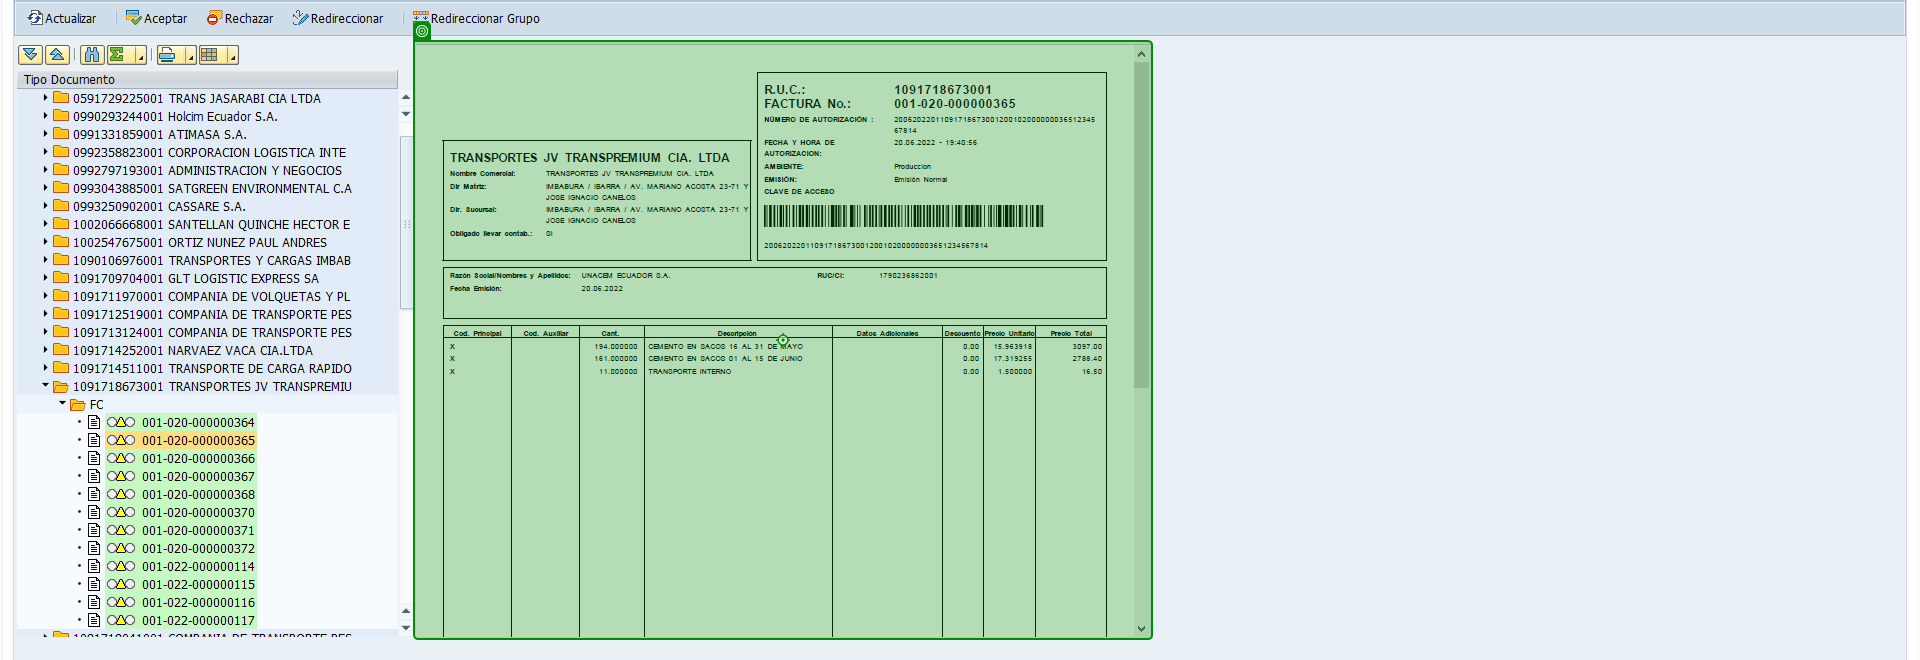 Actualizar Aceptar Rechazar Redireccionar Redireccionar Grupo
Tipo Documento
0591729225001 TRANS JASARABI CIA LTDA
0990293244001 Holcim Ecuador S.A.
0991331859001 ATIMASA S.A.
0992358823001 CORPORACION LOGISTICA INTE
0992797193001 ADMINISTRACION Y NEGOCIOS
0993043885001 SATGREEN ENVIRONMENTAL C.A
0993250902001 CASSARE S.A.
1002066668001 SANTELLAN QUINCHE HECTOR E
1002547675001 ORTIZ NUNEZ PAUL ANDRES
1090106976001 TRANSPORTES Y CARGAS IMBAB
1091709704001 GLT LOGISTIC EXPRESS SA
1091711970001 COMPANIA DE VOLQUETAS Y PL
1091712519001 COMPANIA DE TRANSPORTE PES
1091713124001 COMPANIA DE TRANSPORTE PES
1091714252001 NARVAEZ VACA CIA.LTDA
1091714511001 TRANSPORTE DE CARGA RAPIDO
1091718673001 TRANSPORTES JV TRANSPREMIU
FC
001-020-000000364
001-020-000000365
001-020-000000366
001-020-000000367
001-020-000000368
001-020-000000370
001-020-000000371
001-020-000000372
001-022-000000114
001-022-000000115
001-022-000000116
001-022-000000117
R.U.C.: 1091718673001
FACTURA No.: 001-020-000000365
NÚMERO DE AUTORIZACIÓN : 20062022011091718673001200102000000036512345
67814
FECHA Y HORA DE 20.06.2022 - 19:40:56
AUTORIZACION:
AMBIENTE: Produccion
EMISIÓN: Emisión Normal
CLAVE DE ACCESO
2006202201109171867300120010200000003651234567814
TRANSPORTES JV TRANSPREMIUM CIA. LTDA
Nombre Comercial: TRANSPORTES JV TRANSPREMIUM CIA. LTDA
Dir Matriz: IMBABURA / IBARRA / AV. MARIANO ACOSTA 23-71 Y
JOSE IGNACIO CANELOS
Dir. Sucursal: IMBABURA / IBARRA / AV. MARIANO ACOSTA 23-71 Y
JOSE IGNACIO CANELOS
Obligado llevar contab.: SI
Razón Social/Nombres y Apellidos: UNACEM ECUADOR S.A. RUC/CI: 1790236862001
Fecha Emisión: 20.06.2022
Cod. Principal Cod. Auxiliar Cant. Descripción Datos Adicionales Descuento Precio Unitario Precio Total
X 194.000000 CEMENTO EN SACOS 16 AL 31 DE MAYO 0.00 15.963918 3097.00
X 161.000000 CEMENTO EN SACOS 01 AL 15 DE JUNIO 0.00 17.319255 2788.40
X 11.000000 TRANSPORTE INTERNO 0.00 1.500000 16.50